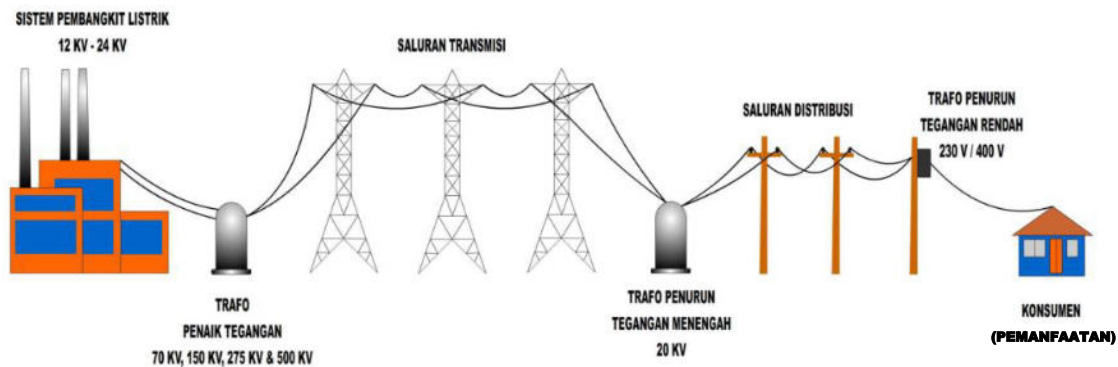 SISTEM PEMBANGKIT LISTRIK
12 KV - 24 KV
SALURAN TRANSMISI
SALURAN DISTRIBUSI
TRAFO PENURUN
TEGANGAN RENDAH
230 V / 400 V
TRAFO
PENAIK TEGANGAN
70 KV, 150 KV, 275 KV & 500 KV
TRAFO PENURUN
TEGANGAN MENENGAH
20 KV
KONSUMEN
(PEMANFAATAN)